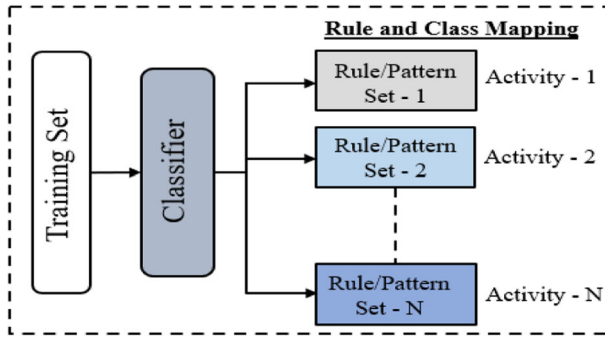 Rule and Class Mapping
Training Set
Classifier
Rule/Pattern
Set - 1
Activity - 1
Rule/Pattern
Set - 2
Activity - 2
Rule/Pattern
Set - N
Activity - N